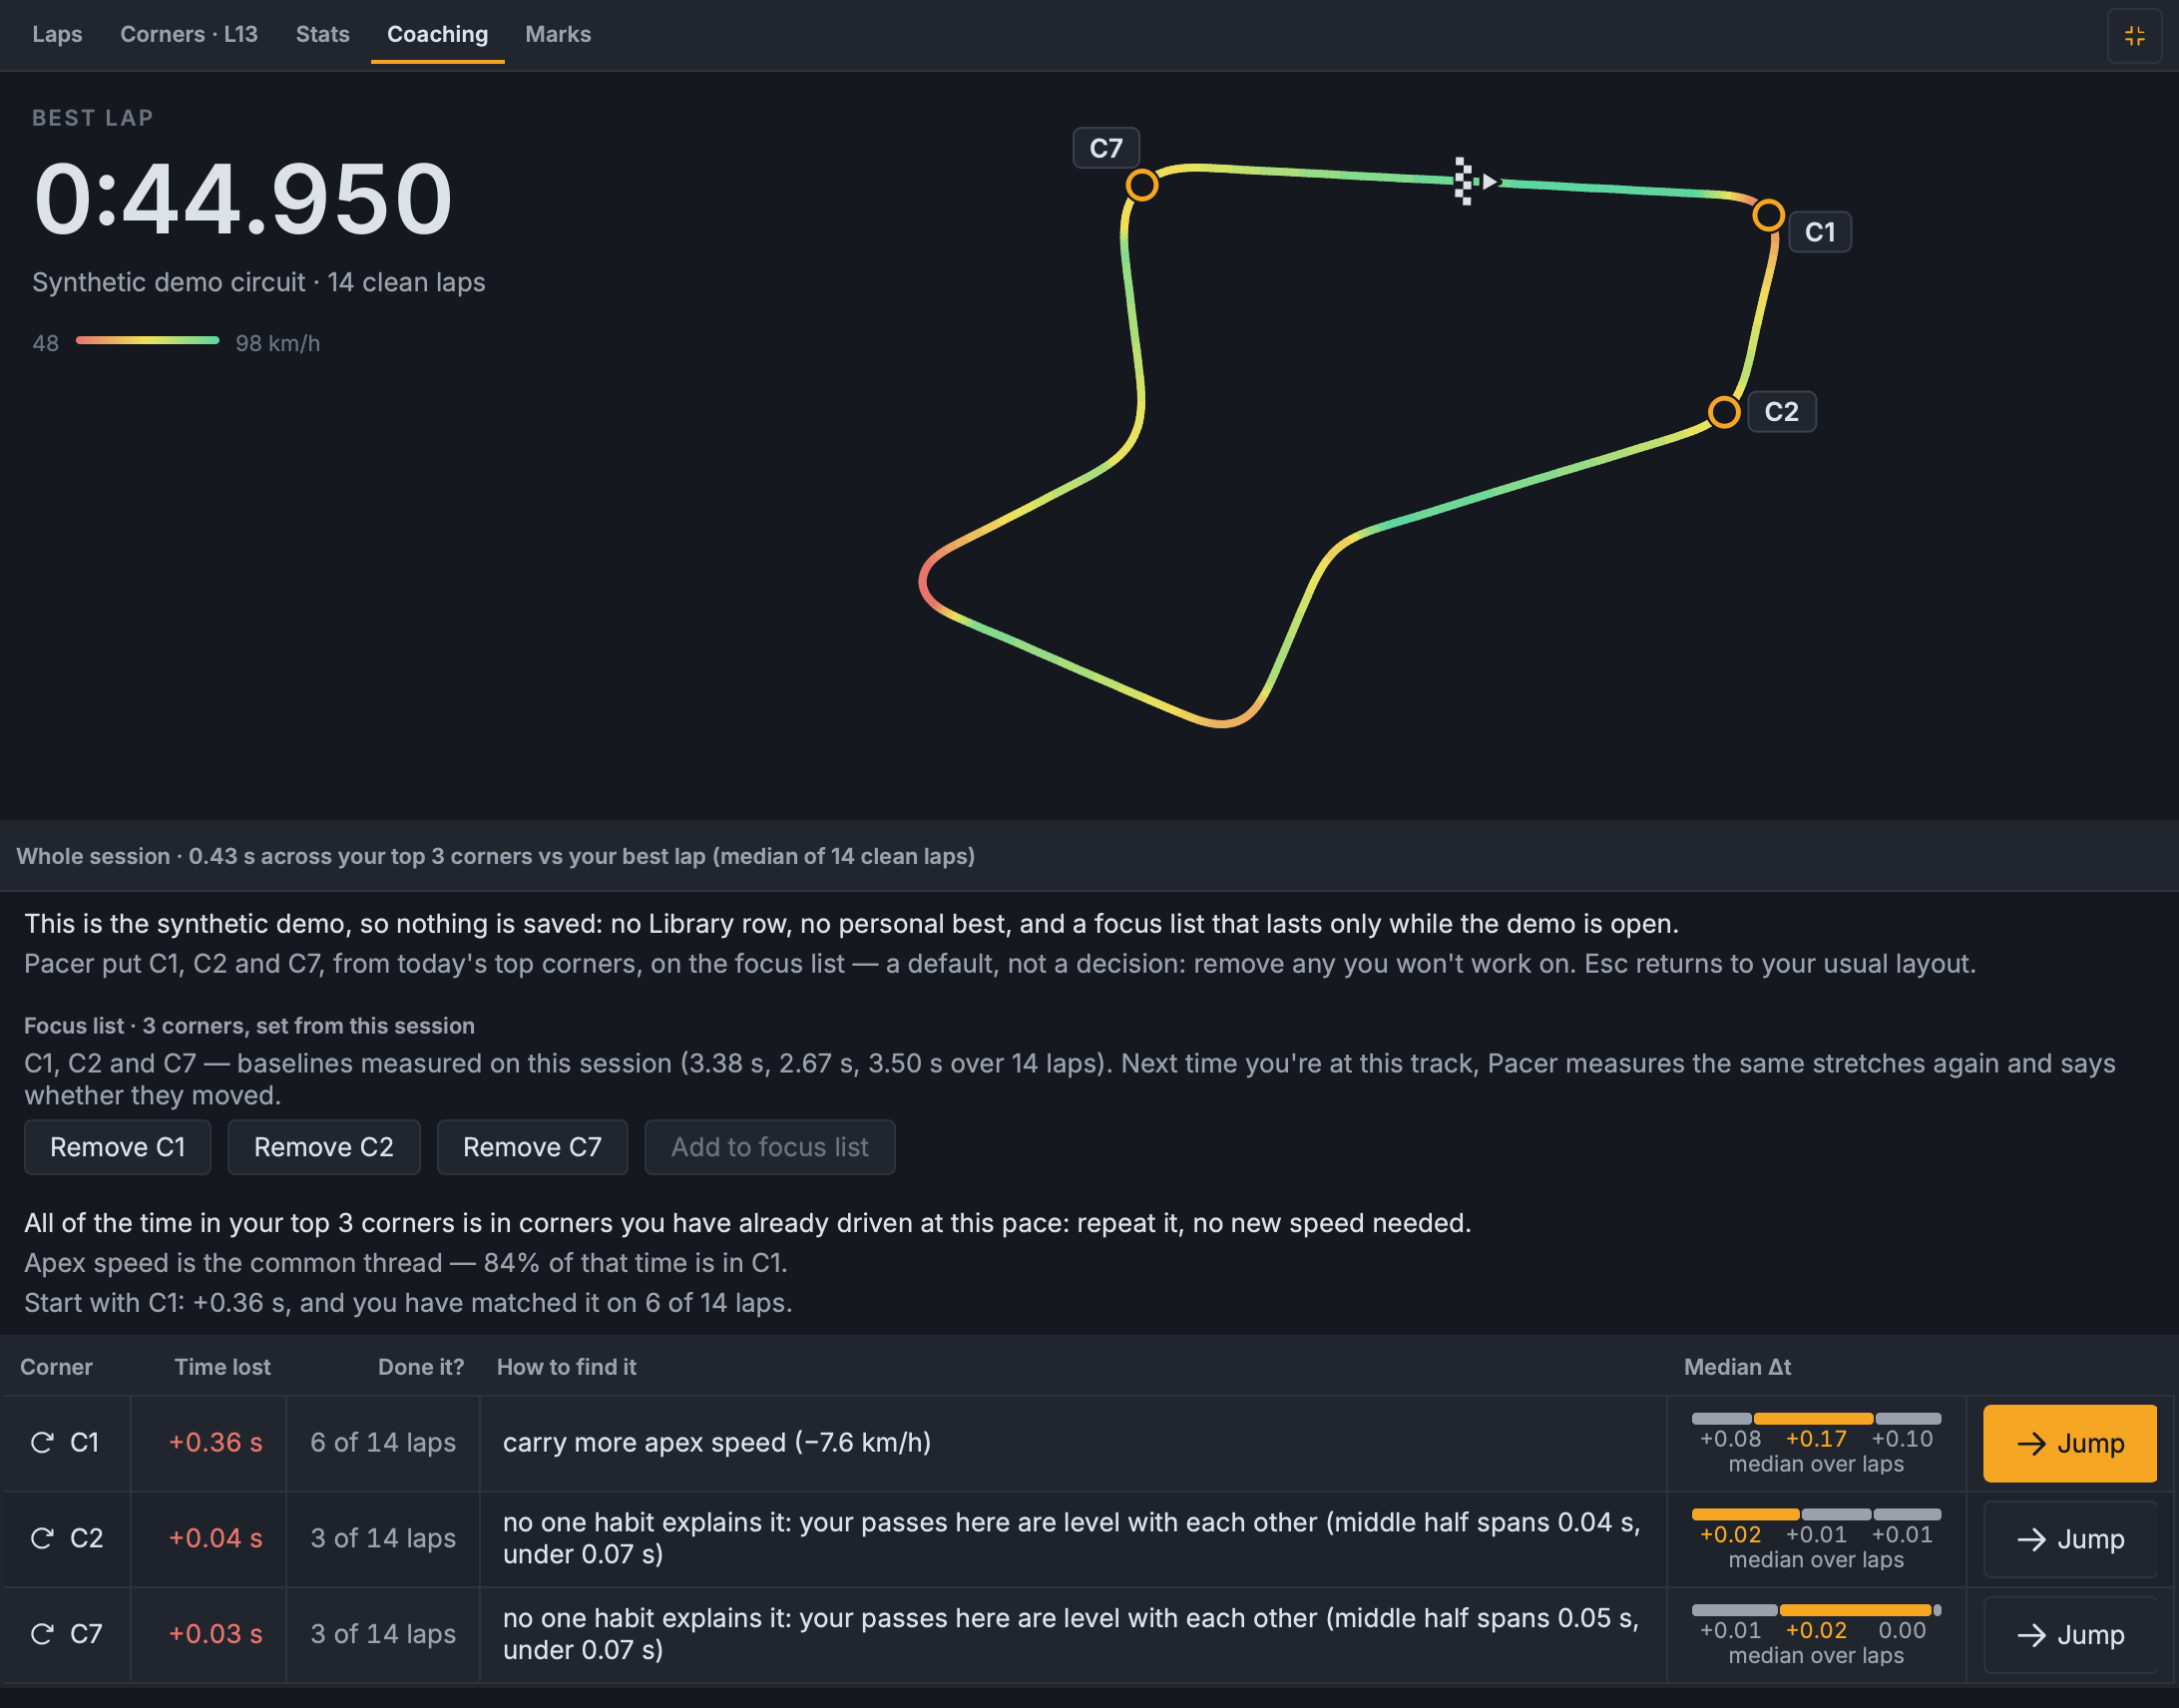 Laps Corners · L13 Stats Coaching Marks
BEST LAP
0:44.950
Synthetic demo circuit · 14 clean laps
48 98 km/h
C7
C1
C2
Whole session · 0.43 s across your top 3 corners vs your best lap (median of 14 clean laps)
This is the synthetic demo, so nothing is saved: no Library row, no personal best, and a focus list that lasts only while the demo is open.
Pacer put C1, C2 and C7, from today's top corners, on the focus list — a default, not a decision: remove any you won't work on. Esc returns to your usual layout.
Focus list · 3 corners, set from this session
C1, C2 and C7 — baselines measured on this session (3.38 s, 2.67 s, 3.50 s over 14 laps). Next time you're at this track, Pacer measures the same stretches again and says
whether they moved.
Remove C1 Remove C2 Remove C7 Add to focus list
All of the time in your top 3 corners is in corners you have already driven at this pace: repeat it, no new speed needed.
Apex speed is the common thread — 84% of that time is in C1.
Start with C1: +0.36 s, and you have matched it on 6 of 14 laps.
Corner Time lost Done it? How to find it Median Δt
C1 +0.36 s 6 of 14 laps carry more apex speed (−7.6 km/h) +0.08 +0.17 +0.10 Jump
median over laps
C2 +0.04 s 3 of 14 laps no one habit explains it: your passes here are level with each other (middle half spans 0.04 s, +0.02 +0.01 +0.01 Jump
under 0.07 s) median over laps
C7 +0.03 s 3 of 14 laps no one habit explains it: your passes here are level with each other (middle half spans 0.05 s, +0.01 +0.02 0.00 Jump
under 0.07 s) median over laps